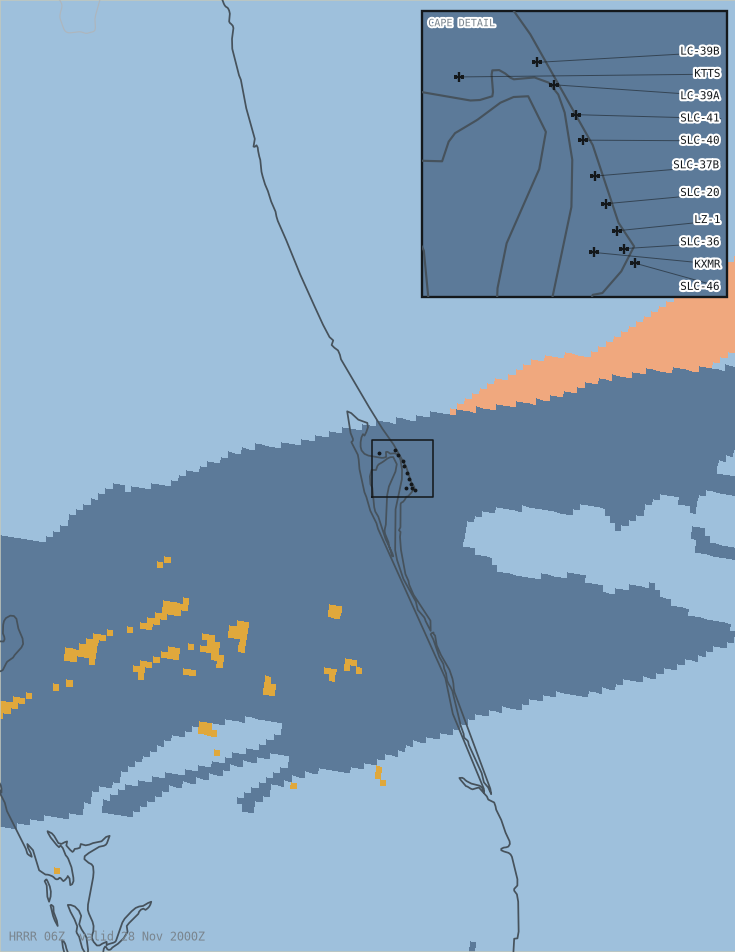 CAPE DETAIL
LC-39B
KTTS
LC-39A
SLC-41
SLC-40
SLC-37B
SLC-20
LZ-1
SLC-36
KXMR
SLC-46
HRRR 06Z valid 28 Nov 2000Z